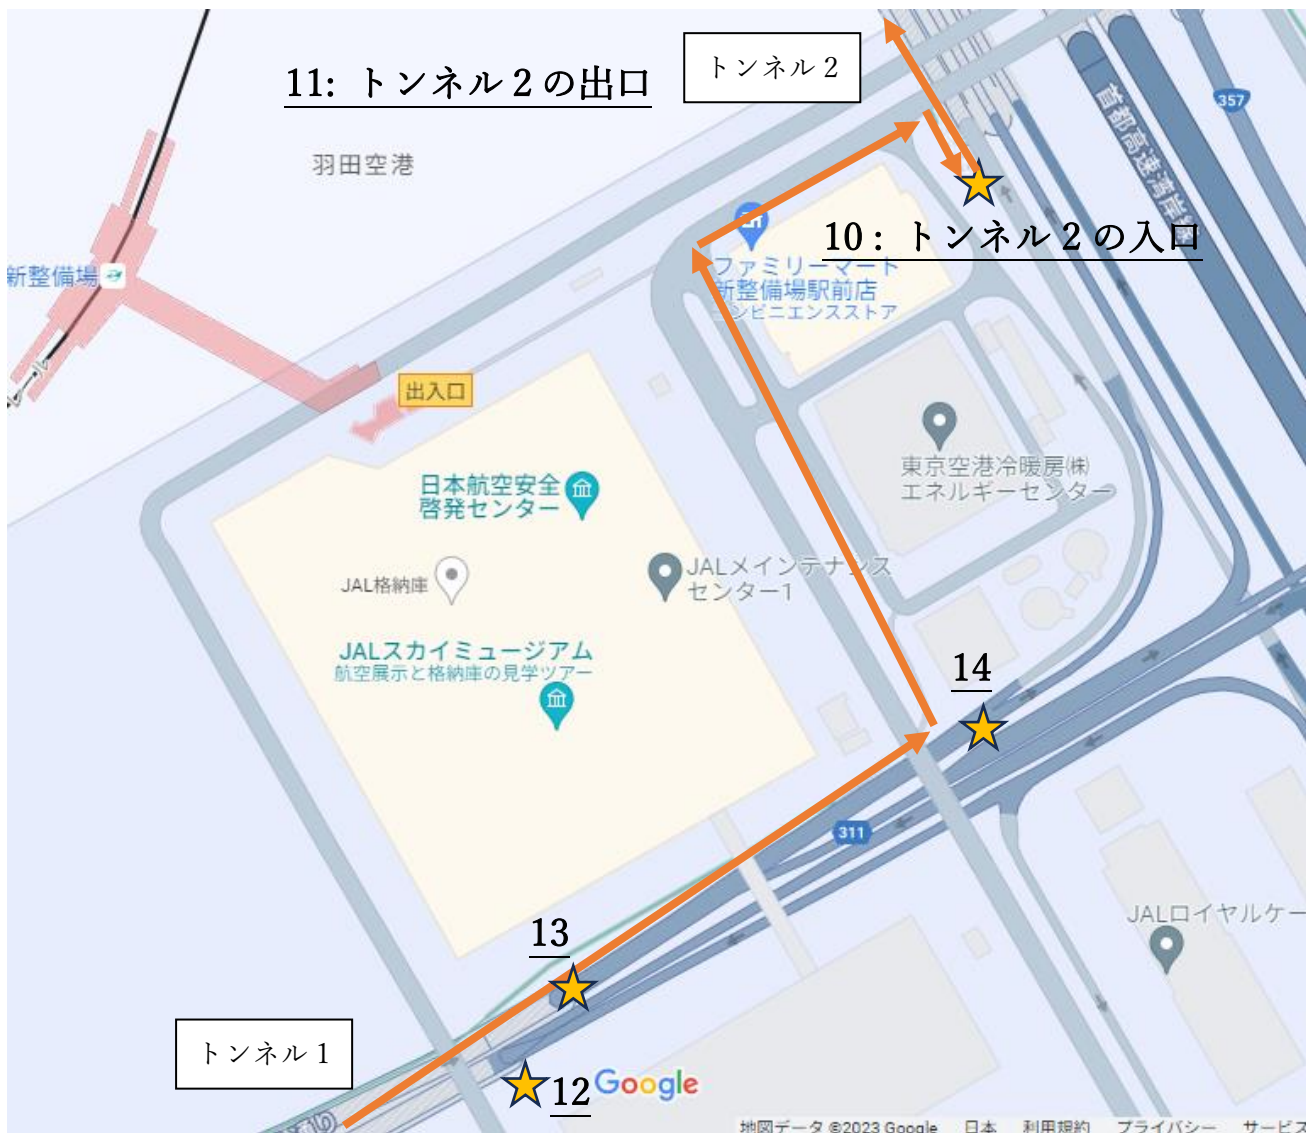 トンネル 2
11: トンネル 2 の出口
357
首都高速湾岸線
羽田空港
10 : トンネル 2 の入口
新整備場
ファミリーマート
新整備場駅前店
コンビニエンスストア
出入口
東京空港冷暖房㈱
エネルギーセンター
日本航空安全
啓発センター
JAL格納庫
JALメインテナンス
センター1
JALスカイミュージアム
航空展示と格納庫の見学ツアー
14
311
13
JALロイヤルケー
トンネル 1
12
Google
地図データ ©2023 Google 日本 利用規約 プライバシー サービス